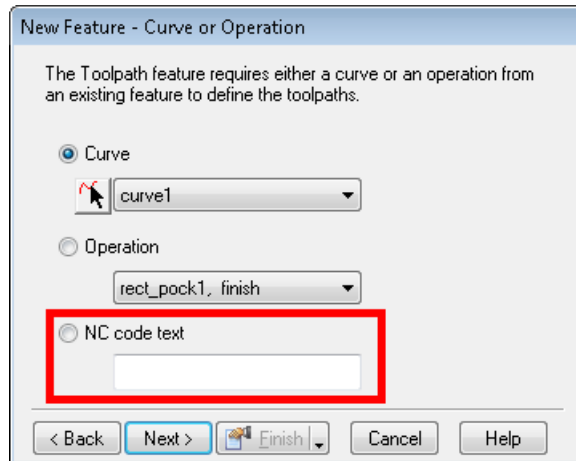 New Feature - Curve or Operation
The Toolpath feature requires either a curve or an operation from
an existing feature to define the toolpaths.
Curve
curve1
Operation
rect_pock1, finish
NC code text
< Back Next > Finish Cancel Help